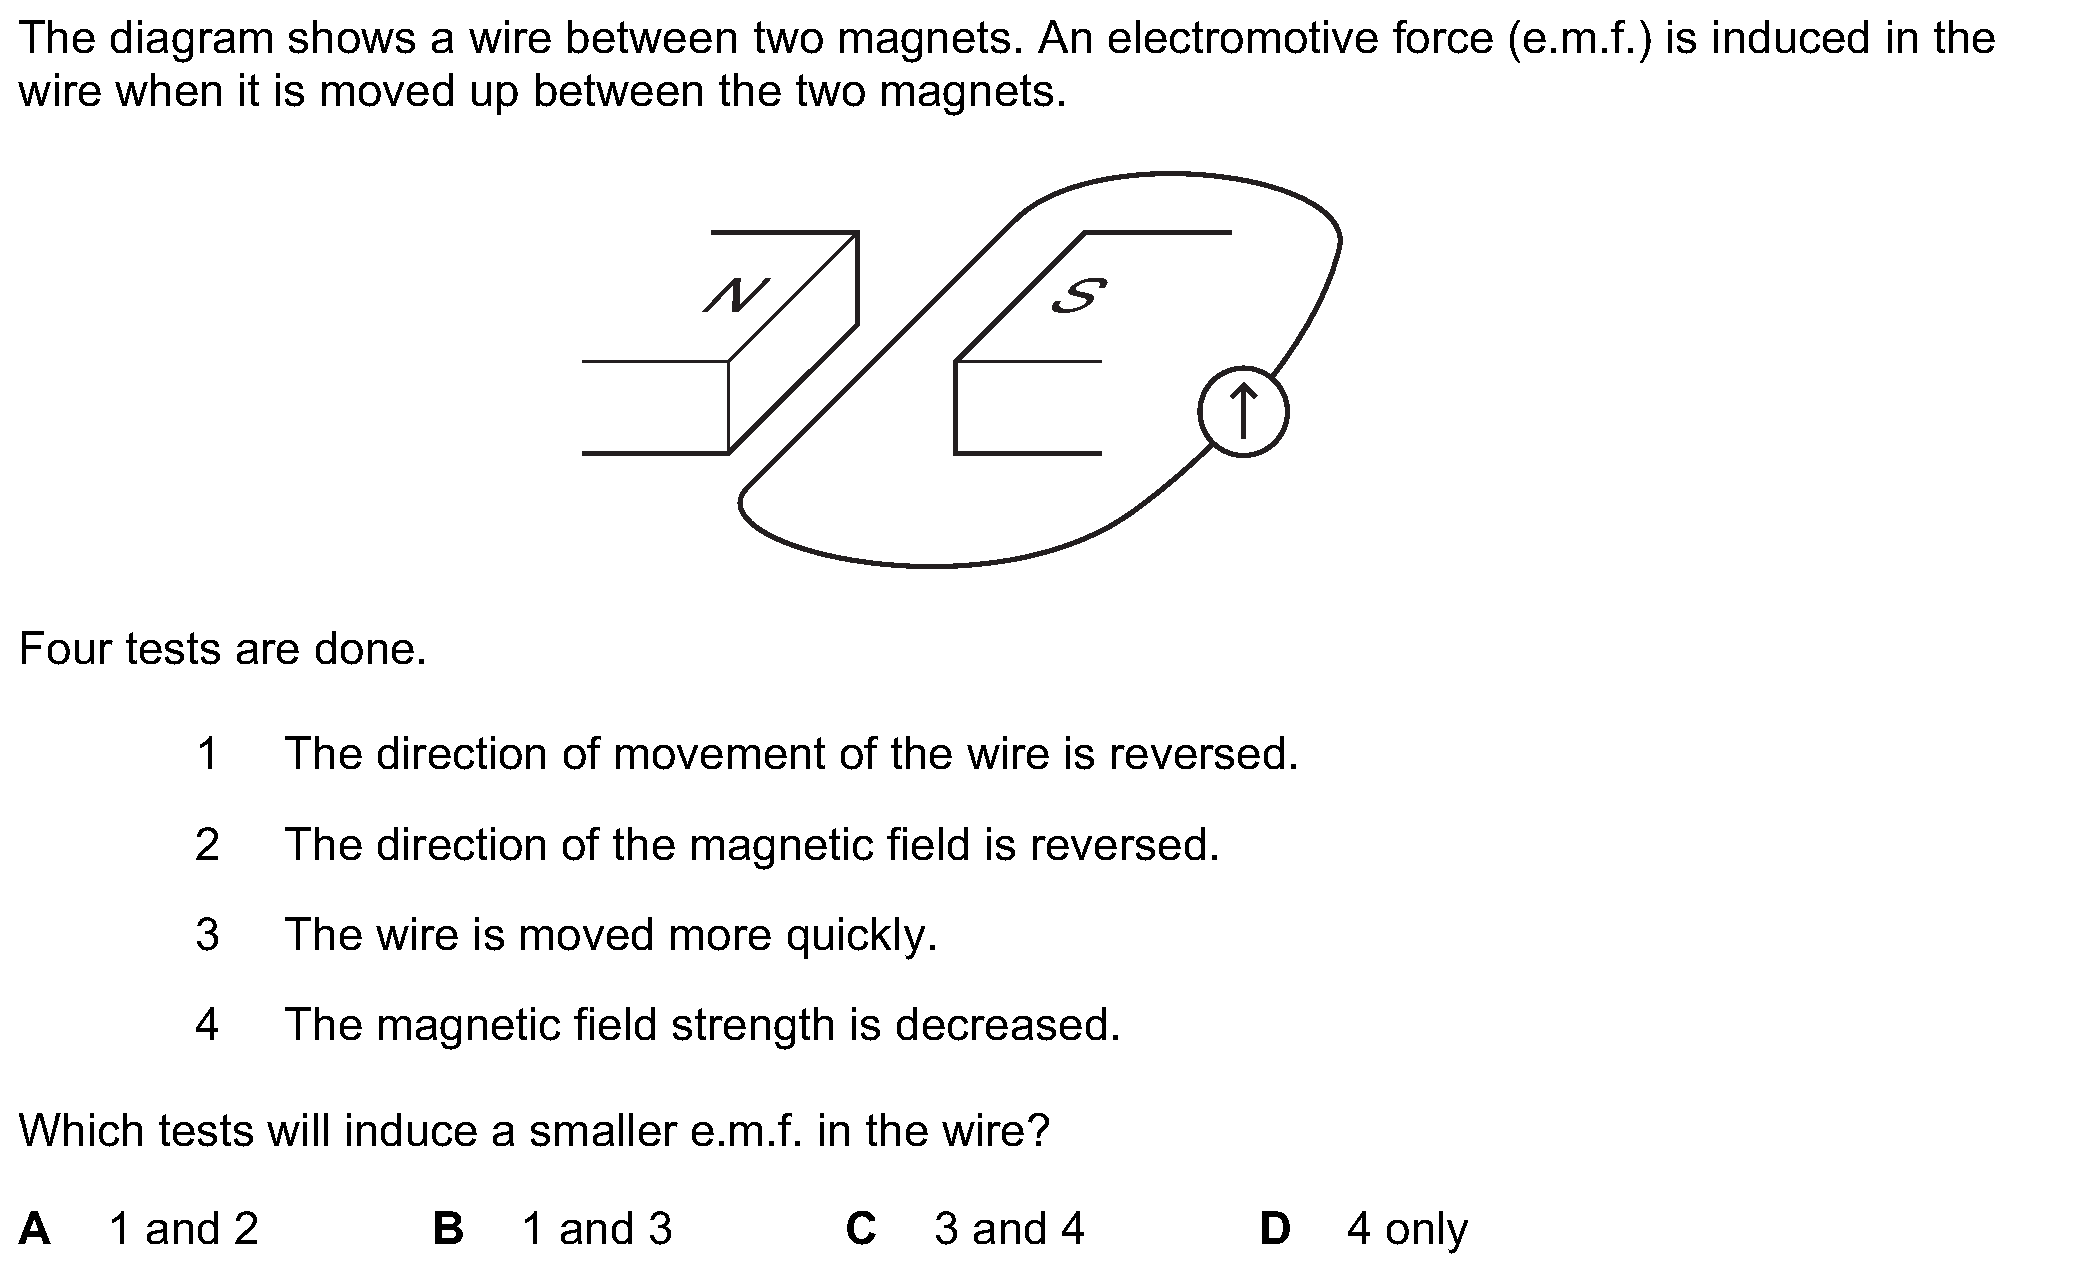 The diagram shows a wire between two magnets. An electromotive force (e.m.f.) is induced in the
wire when it is moved up between the two magnets.
N
S
Four tests are done.
1 The direction of movement of the wire is reversed.
2 The direction of the magnetic field is reversed.
3 The wire is moved more quickly.
4 The magnetic field strength is decreased.
Which tests will induce a smaller e.m.f. in the wire?
A 1 and 2 B 1 and 3 C 3 and 4 D 4 only